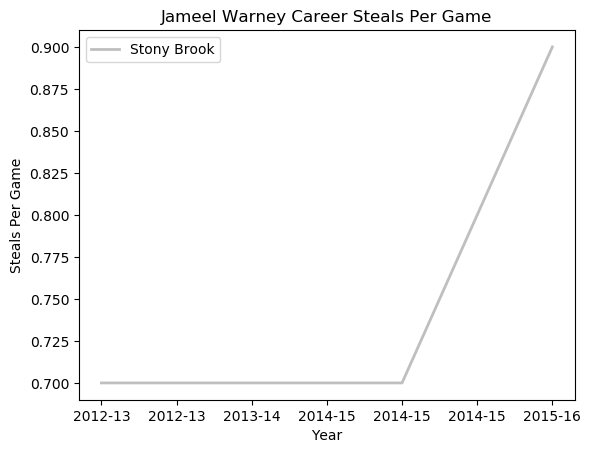 Jameel Warney Career Steals Per Game
Stony Brook
0.900
0.875
0.850
0.825
0.800
0.775
0.750
0.725
0.700
Steals Per Game
2012-13 2012-13 2013-14 2014-15 2014-15 2014-15 2015-16
Year